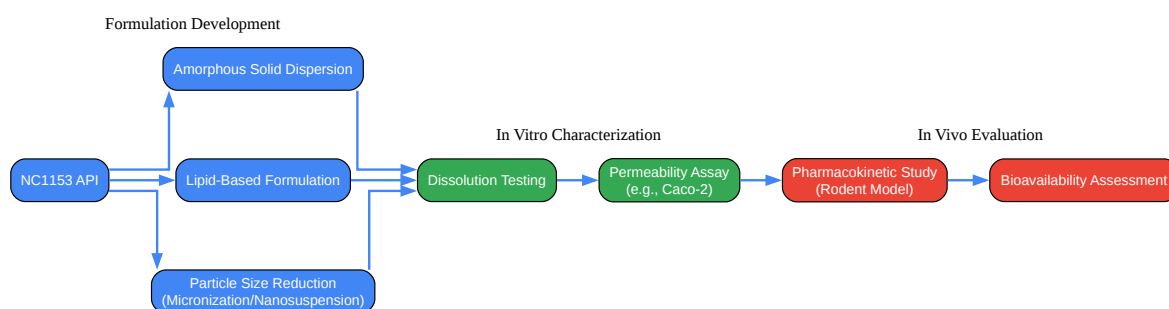 Formulation Development
Amorphous Solid Dispersion
In Vitro Characterization
In Vivo Evaluation
NC1153 API
Lipid-Based Formulation
Dissolution Testing
Permeability Assay
(e.g., Caco-2)
Pharmacokinetic Study
(Rodent Model)
Bioavailability Assessment
Particle Size Reduction
(Micronization/Nanosuspension)